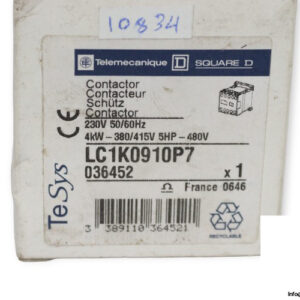 10834
Telemecanique SQUARE D
Contactor
Contacteur
Schütz
Contactor
230V 50/60Hz
4kW-380/415V 5HP-480V
LC1K0910P7
036452 x 1
France 0646
TeSys
3 389110 364521
RECYCLABLE